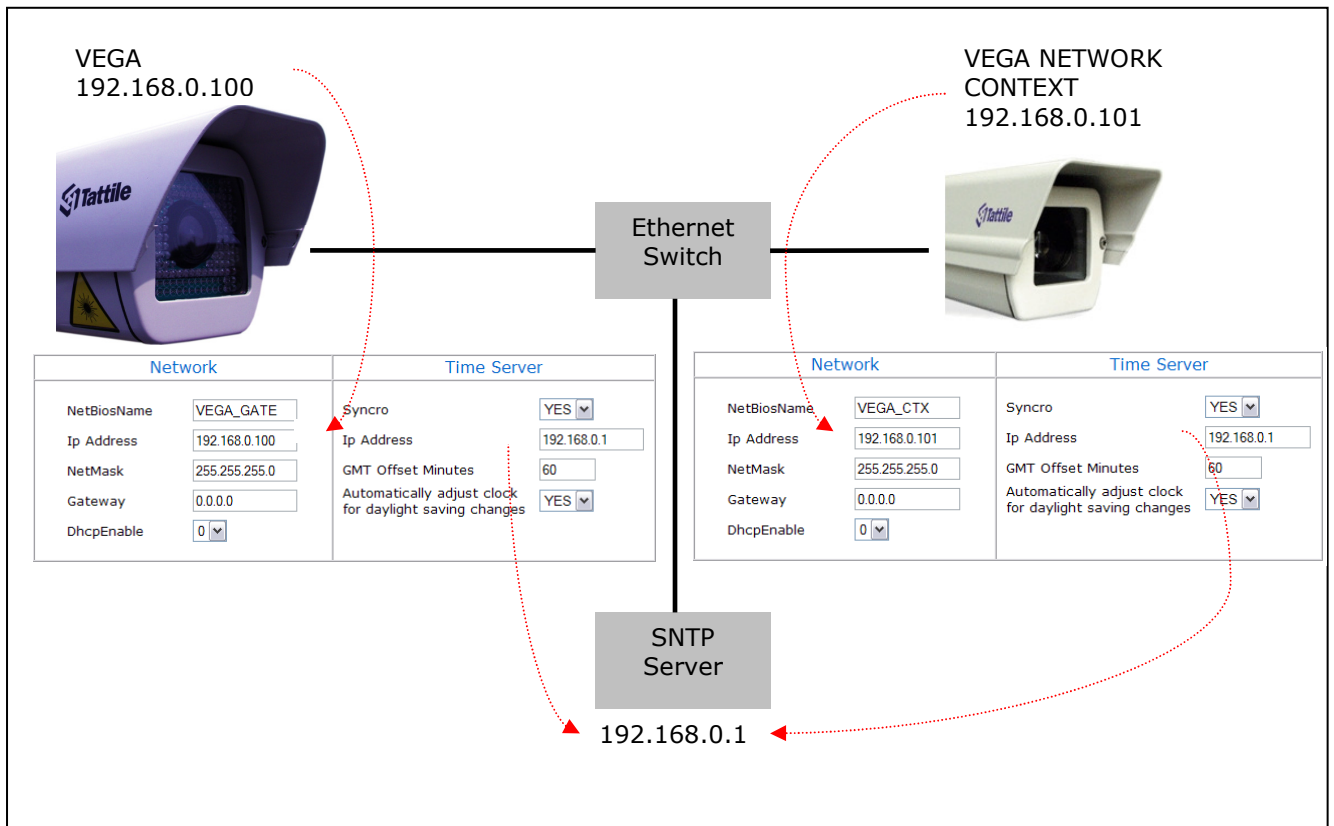 VEGA
192.168.0.100
VEGA NETWORK
CONTEXT
192.168.0.101
Tattile
Tattile
Ethernet
Switch
Network
Time Server
NetBiosName VEGA_GATE
Syncro YES
Ip Address 192.168.0.100
Ip Address 192.168.0.1
NetMask 255.255.255.0
GMT Offset Minutes 60
Gateway 0.0.0.0
Automatically adjust clock
for daylight saving changes YES
DhcpEnable 0
Network
Time Server
NetBiosName VEGA_CTX
Syncro YES
Ip Address 192.168.0.101
Ip Address 192.168.0.1
NetMask 255.255.255.0
GMT Offset Minutes 60
Gateway 0.0.0.0
Automatically adjust clock
for daylight saving changes YES
DhcpEnable 0
SNTP
Server
192.168.0.1